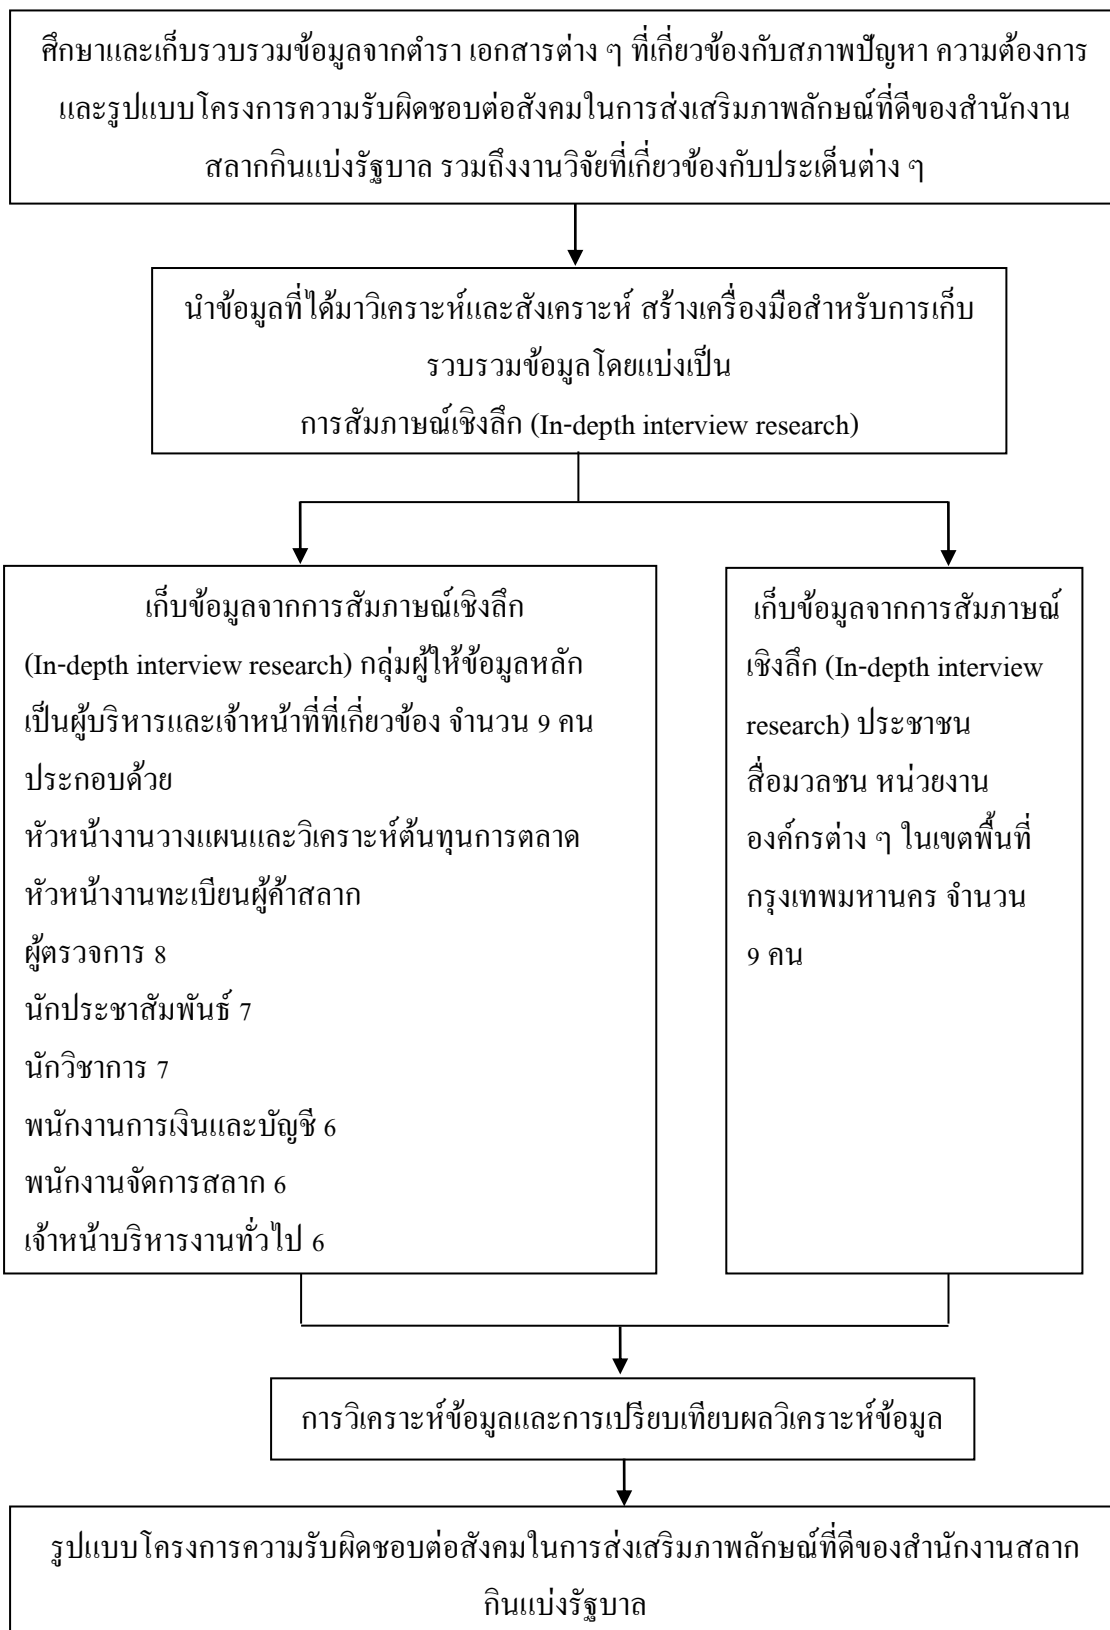 ศึกษาและเก็บรวบรวมข้อมูลจากตำรา เอกสารต่าง ๆ ที่เกี่ยวข้องกับสภาพปัญหา ความต้องการ
และรูปแบบโครงการความรับผิดชอบต่อสังคมในการส่งเสริมภาพลักษณ์ที่ดีของสำนักงาน
สลากกินแบ่งรัฐบาล รวมถึงงานวิจัยที่เกี่ยวข้องกับประเด็นต่าง ๆ
นำข้อมูลที่ได้มาวิเคราะห์และสังเคราะห์ สร้างเครื่องมือสำหรับการเก็บ
รวบรวมข้อมูลโดยแบ่งเป็น
การสัมภาษณ์เชิงลึก (In-depth interview research)
เก็บข้อมูลจากการสัมภาษณ์เชิงลึก
(In-depth interview research) กลุ่มผู้ให้ข้อมูลหลัก
เป็นผู้บริหารและเจ้าหน้าที่ที่เกี่ยวข้อง จำนวน 9 คน
ประกอบด้วย
หัวหน้างานวางแผนและวิเคราะห์ต้นทุนการตลาด
หัวหน้างานทะเบียนผู้ค้าสลาก
ผู้ตรวจการ 8
นักประชาสัมพันธ์ 7
นักวิชาการ 7
พนักงานการเงินและบัญชี 6
พนักงานจัดการสลาก 6
เจ้าหน้าบริหารงานทั่วไป 6
เก็บข้อมูลจากการสัมภาษณ์
เชิงลึก (In-depth interview
research) ประชาชน
สื่อมวลชน หน่วยงาน
องค์กรต่าง ๆ ในเขตพื้นที่
กรุงเทพมหานคร จำนวน
9 คน
การวิเคราะห์ข้อมูลและการเปรียบเทียบผลวิเคราะห์ข้อมูล
รูปแบบโครงการความรับผิดชอบต่อสังคมในการส่งเสริมภาพลักษณ์ที่ดีของสำนักงานสลาก
กินแบ่งรัฐบาล